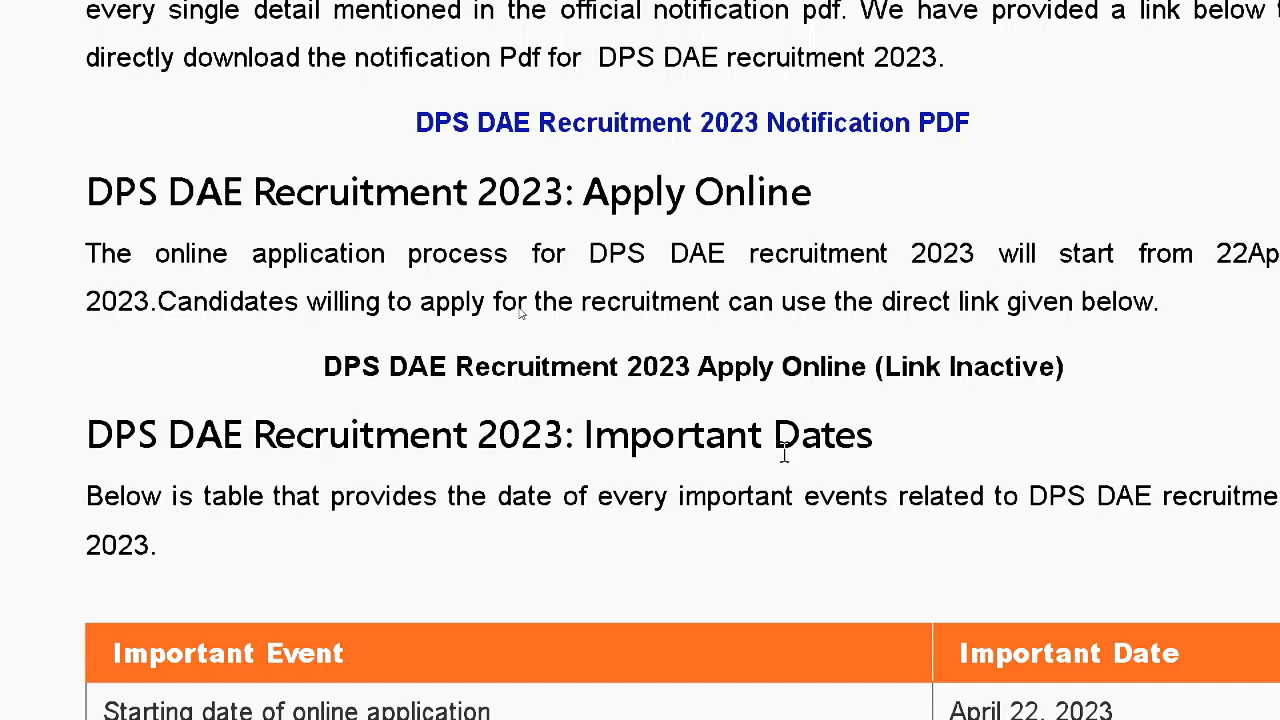 every single detail mentioned in the official notification pdf. We have provided a link below
directly download the notification Pdf for DPS DAE recruitment 2023.
DPS DAE Recruitment 2023 Notification PDF
DPS DAE Recruitment 2023: Apply Online
The online application process for DPS DAE recruitment 2023 will start from 22Ap
2023.Candidates willing to apply for the recruitment can use the direct link given below.
DPS DAE Recruitment 2023 Apply Online (Link Inactive)
DPS DAE Recruitment 2023: Important Dates
Below is table that provides the date of every important events related to DPS DAE recruitme
2023.
Important Event Important Date
Starting date of online application April 22, 2023